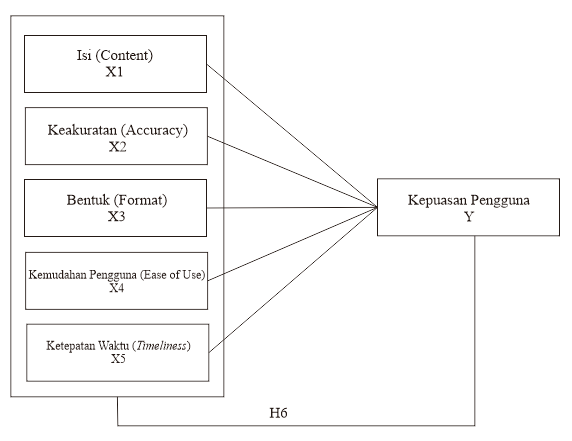 Isi (Content)
X1
Keakuratan (Accuracy)
X2
Bentuk (Format)
X3
Kemudahan Pengguna (Ease of Use)
X4
Ketepatan Waktu (Timeliness)
X5
Kepuasan Pengguna
Y
H6